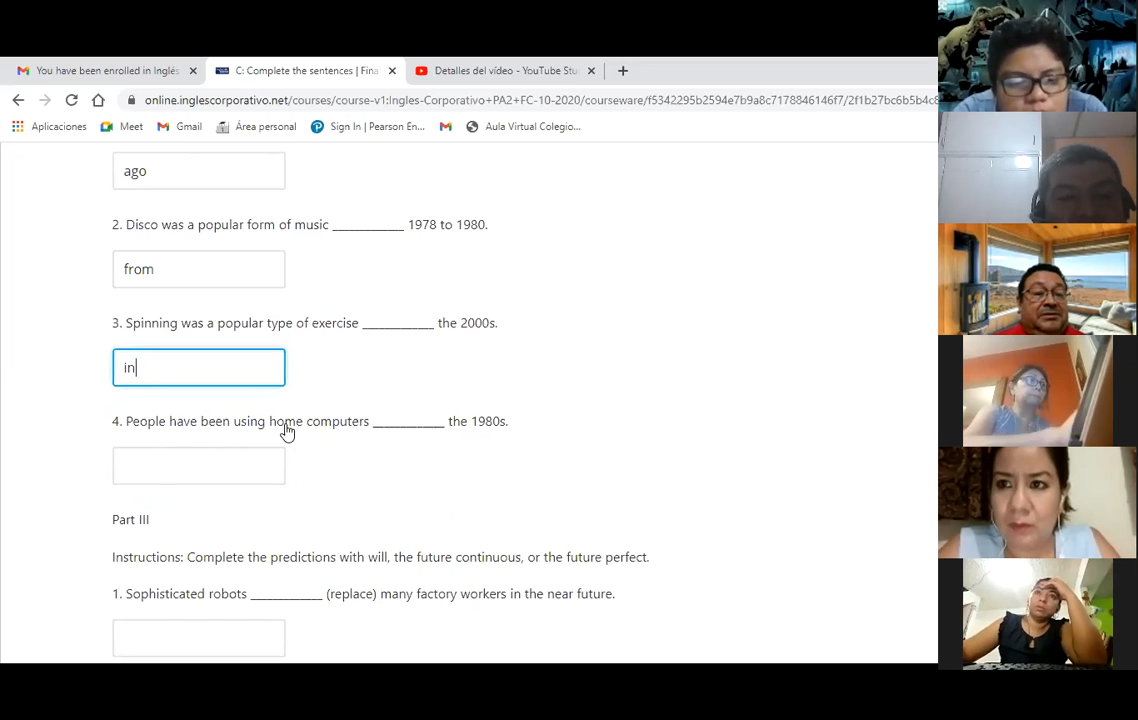 You have been enrolled in Inglés
C: Complete the sentences | Fina
Detalles del vídeo - YouTube Stu
online.inglescorporativo.net/courses/course-v1:Ingles-Corporativo+PA2+FC-10-2020/courseware/f5342295b2594e7b9a8c7178846146f7/2f1b27bc6b5b4c8
Aplicaciones Meet Gmail Área personal Sign In | Pearson En... Aula Virtual Colegio...
ago
2. Disco was a popular form of music ____________ 1978 to 1980.
from
3. Spinning was a popular type of exercise ____________ the 2000s.
in
4. People have been using home computers ____________ the 1980s.
Part III
Instructions: Complete the predictions with will, the future continuous, or the future perfect.
1. Sophisticated robots ____________ (replace) many factory workers in the near future.